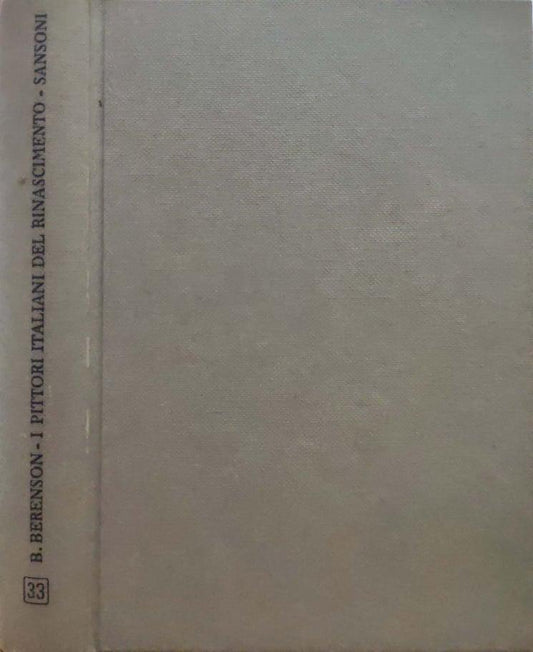 B. BERENSON - I PITTORI ITALIANI DEL RINASCIMENTO - SANSONI
33